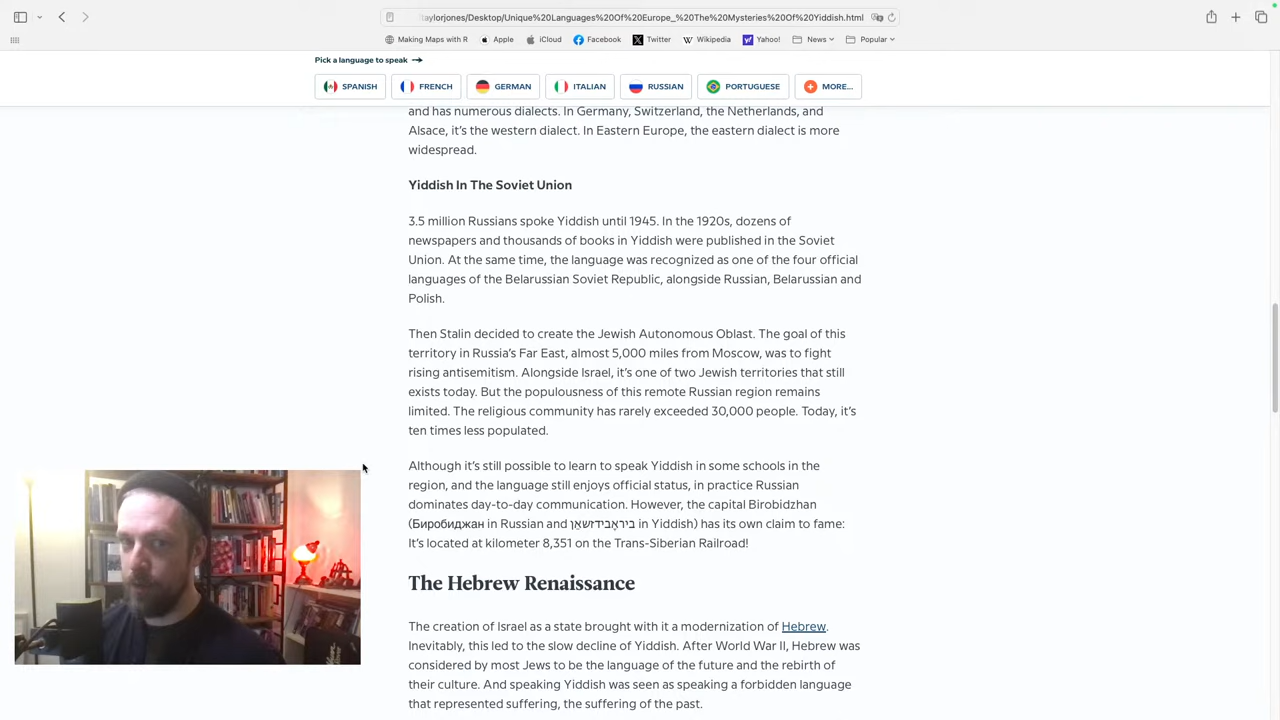 taylorjones/Desktop/Unique%20Languages%20Of%20Europe_%20The%20Mysteries%20Of%20Yiddish.html
Making Maps with R
Apple
iCloud
Facebook
Twitter
Wikipedia
Yahoo!
News
Popular
Pick a language to speak
SPANISH
FRENCH
GERMAN
ITALIAN
RUSSIAN
PORTUGUESE
MORE...
and has numerous dialects. In Germany, Switzerland, the Netherlands, and
Alsace, it's the western dialect. In Eastern Europe, the eastern dialect is more
widespread.
Yiddish In The Soviet Union
3.5 million Russians spoke Yiddish until 1945. In the 1920s, dozens of
newspapers and thousands of books in Yiddish were published in the Soviet
Union. At the same time, the language was recognized as one of the four official
languages of the Belarussian Soviet Republic, alongside Russian, Belarussian and
Polish.
Then Stalin decided to create the Jewish Autonomous Oblast. The goal of this
territory in Russia's Far East, almost 5,000 miles from Moscow, was to fight
rising antisemitism. Alongside Israel, it's one of two Jewish territories that still
exists today. But the populousness of this remote Russian region remains
limited. The religious community has rarely exceeded 30,000 people. Today, it's
ten times less populated.
Although it's still possible to learn to speak Yiddish in some schools in the
region, and the language still enjoys official status, in practice Russian
dominates day-to-day communication. However, the capital Birobidzhan
(Биробиджан in Russian and ביראָבידזשאַן in Yiddish) has its own claim to fame:
It's located at kilometer 8,351 on the Trans-Siberian Railroad!
The Hebrew Renaissance
The creation of Israel as a state brought with it a modernization of Hebrew.
Inevitably, this led to the slow decline of Yiddish. After World War II, Hebrew was
considered by most Jews to be the language of the future and the rebirth of
their culture. And speaking Yiddish was seen as speaking a forbidden language
that represented suffering, the suffering of the past.